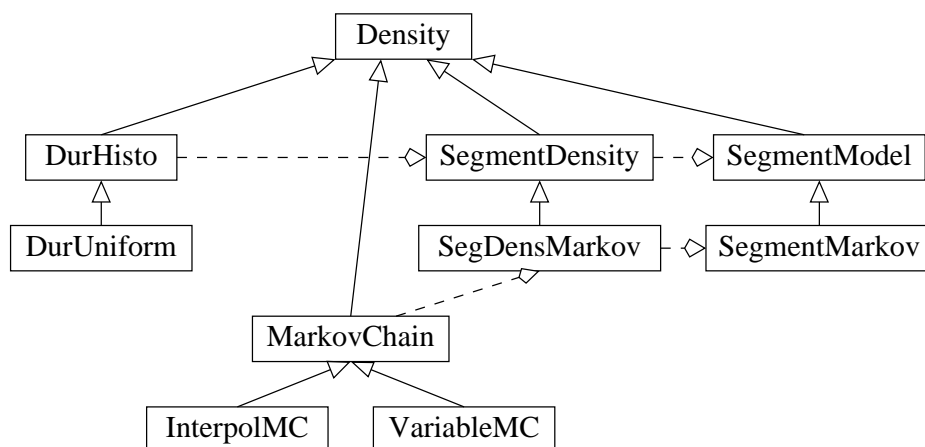 Density
DurHisto
SegmentDensity
SegmentModel
DurUniform
SegDensMarkov
SegmentMarkov
MarkovChain
InterpolMC
VariableMC